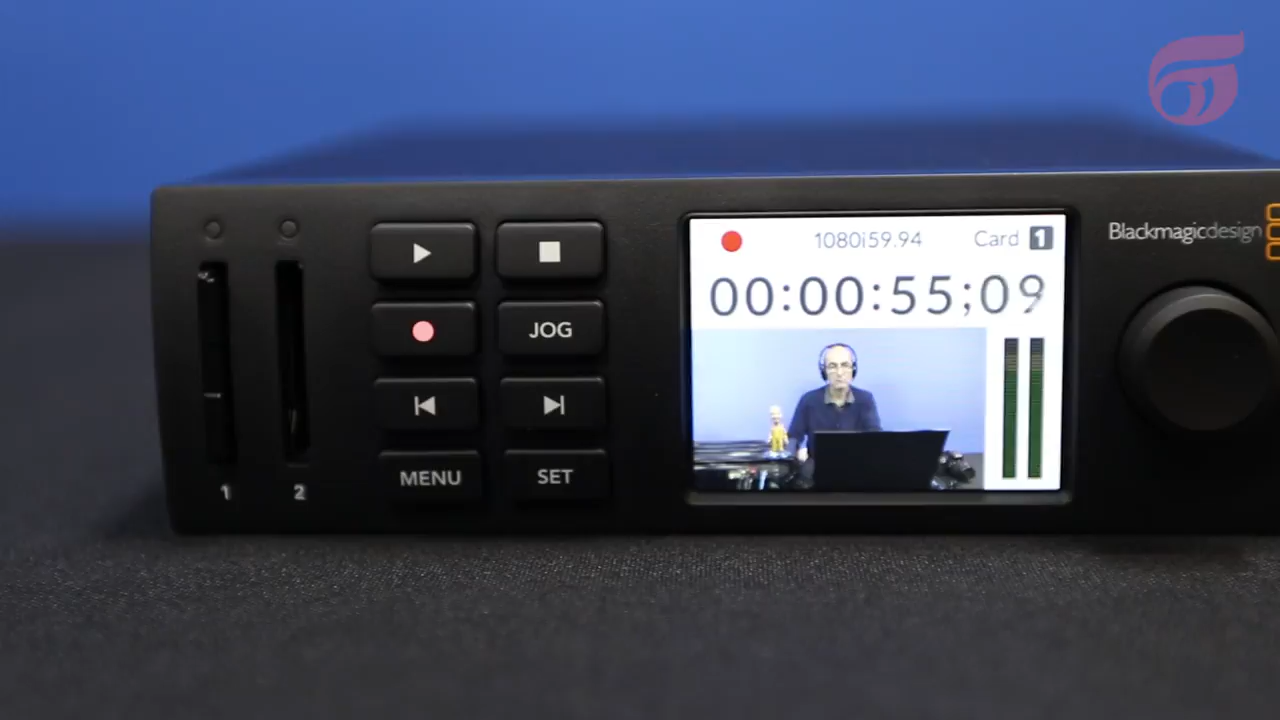 1080i59.94 Card 1
Blackmagicdesign
00:00:55;09
JOG
MENU SET
1 2